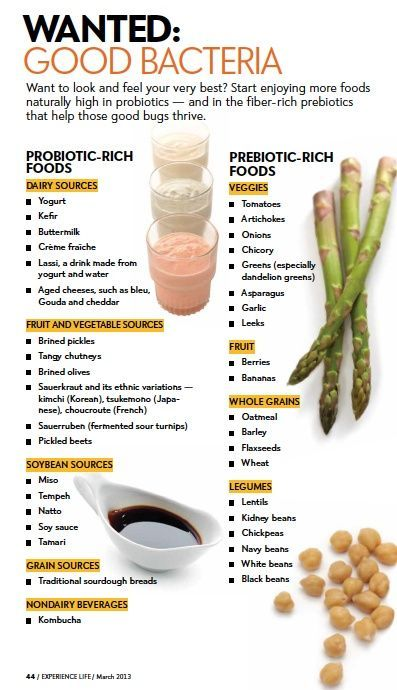 WANTED:
GOOD BACTERIA
Want to look and feel your very best? Start enjoying more foods
naturally high in probiotics — and in the fiber-rich prebiotics
that help those good bugs thrive.
PROBIOTIC-RICH
FOODS
DAIRY SOURCES
Yogurt
Kefir
Buttermilk
Crème fraîche
Lassi, a drink made from
yogurt and water
Aged cheeses, such as bleu,
Gouda and cheddar
FRUIT AND VEGETABLE SOURCES
Brined pickles
Tangy chutneys
Brined olives
Sauerkraut and its ethnic variations —
kimchi (Korean), tsukemono (Japa-
nese), choucroute (French)
Sauerruben (fermented sour turnips)
Pickled beets
SOYBEAN SOURCES
Miso
Tempeh
Natto
Soy sauce
Tamari
GRAIN SOURCES
Traditional sourdough breads
NONDAIRY BEVERAGES
Kombucha
PREBIOTIC-RICH
FOODS
VEGGIES
Tomatoes
Artichokes
Onions
Chicory
Greens (especially
dandelion greens)
Asparagus
Garlic
Leeks
FRUIT
Berries
Bananas
WHOLE GRAINS
Oatmeal
Barley
Flaxseeds
Wheat
LEGUMES
Lentils
Kidney beans
Chickpeas
Navy beans
White beans
Black beans
44 / EXPERIENCE LIFE / March 2013